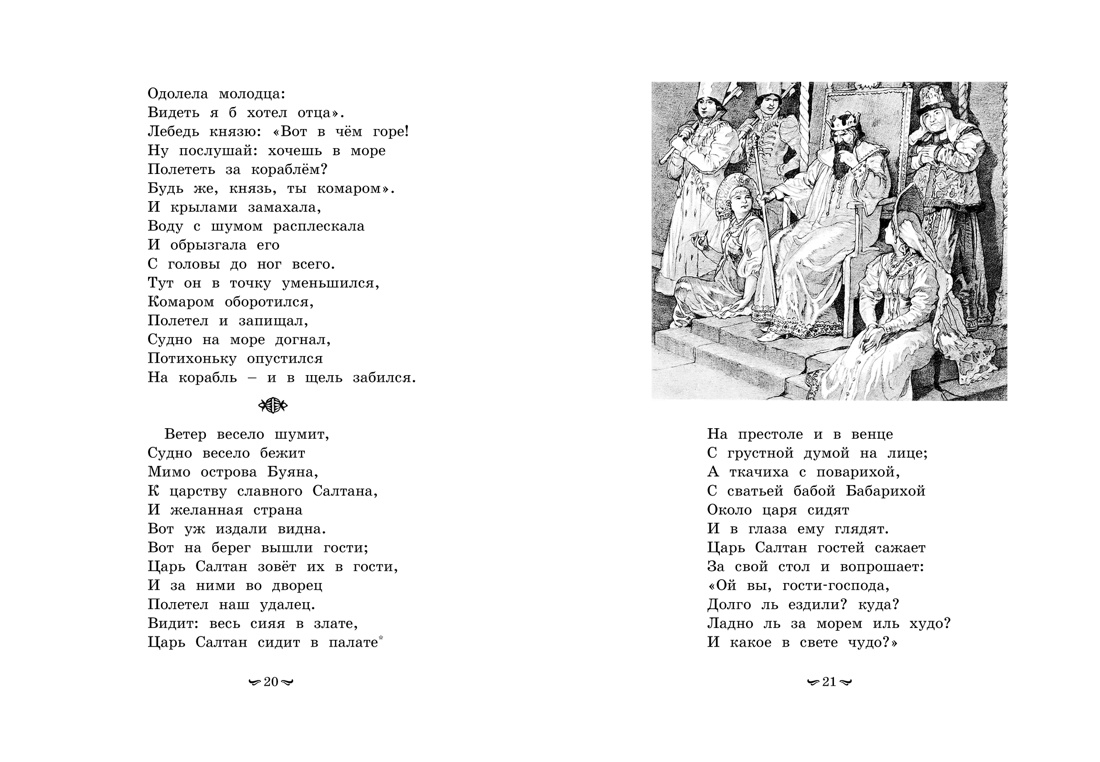 Одолела молодца:
Видеть я б хотел отца».
Лебедь князю: «Вот в чём горе!
Ну послушай: хочешь в море
Полететь за кораблём?
Будь же, князь, ты комаром».
И крылами замахала,
Воду с шумом расплескала
И обрызгала его
С головы до ног всего.
Тут он в точку уменьшился,
Комаром оборотился,
Полетел и запищал,
Судно на море догнал,
Потихоньку опустился
На корабль – и в щель забился.
Ветер весело шумит,
Судно весело бежит
Мимо острова Буяна,
К царству славного Салтана,
И желанная страна
Вот уж издали видна.
Вот на берег вышли гости;
Царь Салтан зовёт их в гости,
И за ними во дворец
Полетел наш удалец.
Видит: весь сияя в злате,
Царь Салтан сидит в палате*
20
На престоле и в венце
С грустной думой на лице;
А ткачиха с поварихой,
С сватьей бабой Бабарихой
Около царя сидят
И в глаза ему глядят.
Царь Салтан гостей сажает
За свой стол и вопрошает:
«Ой вы, гости-господа,
Долго ль ездили? куда?
Ладно ль за морем иль худо?
И какое в свете чудо?»
21